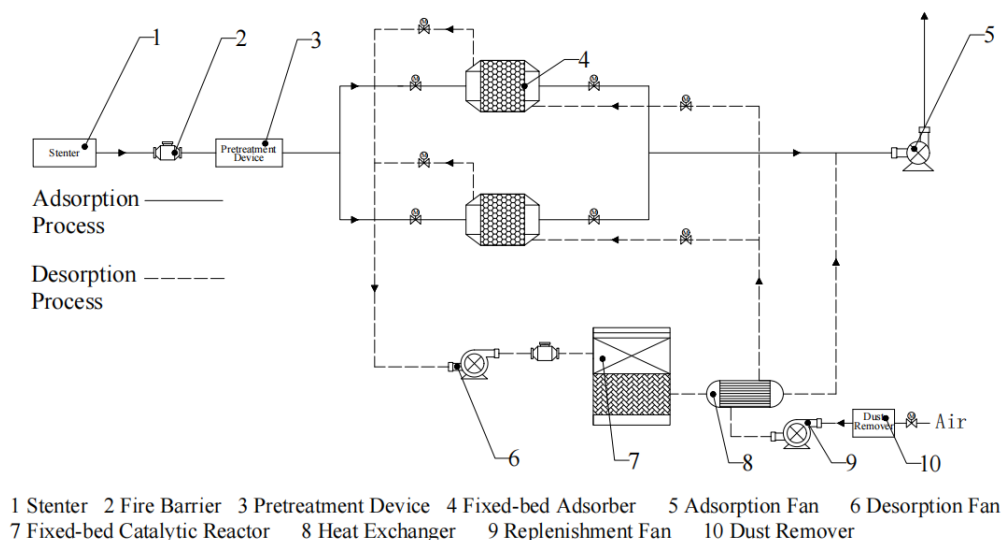 1
2
3
4
5
Stenter
Pretreatment
Device
Adsorption
Process
Desorption
Process
6
7
8
9
10
Dust
Remover
Air
1 Stenter 2 Fire Barrier 3 Pretreatment Device 4 Fixed-bed Adsorber 5 Adsorption Fan 6 Desorption Fan
7 Fixed-bed Catalytic Reactor 8 Heat Exchanger 9 Replenishment Fan 10 Dust Remover